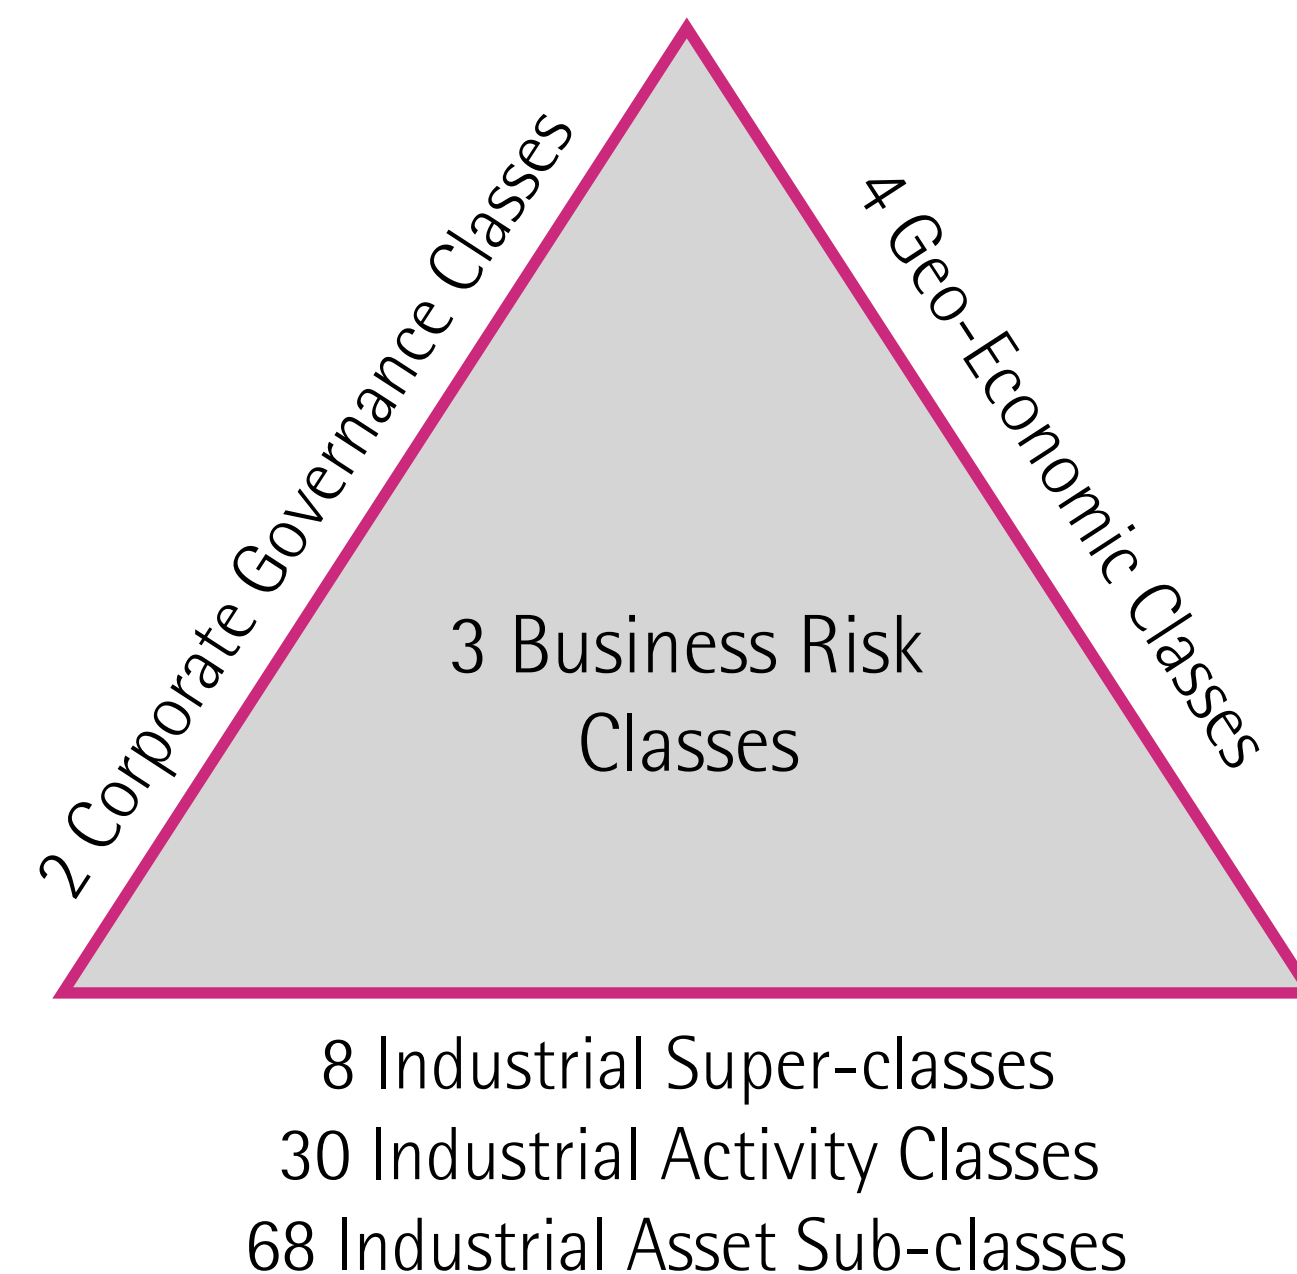 2 Corporate Governance Classes
4 Geo-Economic Classes
3 Business Risk
Classes
8 Industrial Super-classes
30 Industrial Activity Classes
68 Industrial Asset Sub-classes